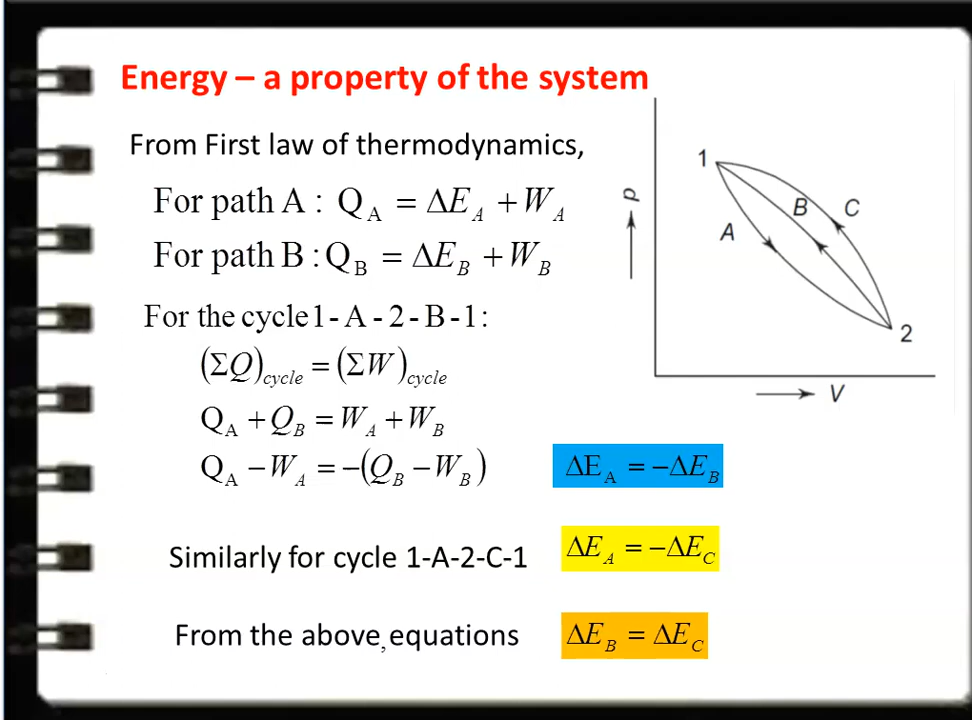 Energy – a property of the system
From First law of thermodynamics,
For path A : Q_A = ΔE_A + W_A
For path B : Q_B = ΔE_B + W_B
For the cycle 1 - A - 2 - B - 1 :
(ΣQ)_cycle = (ΣW)_cycle
Q_A + Q_B = W_A + W_B
Q_A − W_A = −(Q_B − W_B)
ΔE_A = −ΔE_B
Similarly for cycle 1-A-2-C-1
ΔE_A = −ΔE_C
From the above, equations
ΔE_B = ΔE_C
1
p
A
B
C
2
V